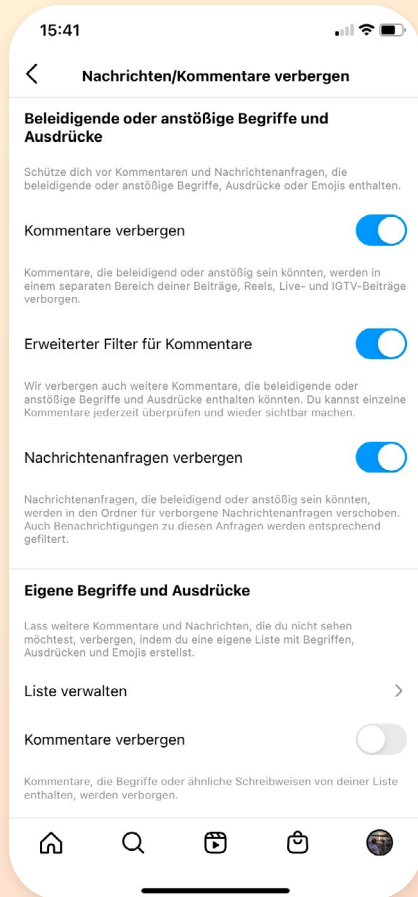 15:41
Nachrichten/Kommentare verbergen
Beleidigende oder anstößige Begriffe und
Ausdrücke
Schütze dich vor Kommentaren und Nachrichtenanfragen, die
beleidigende oder anstößige Begriffe, Ausdrücke oder Emojis enthalten.
Kommentare verbergen
Kommentare, die beleidigend oder anstößig sein könnten, werden in
einem separaten Bereich deiner Beiträge, Reels, Live- und IGTV-Beiträge
verborgen.
Erweiterter Filter für Kommentare
Wir verbergen auch weitere Kommentare, die beleidigende oder
anstößige Begriffe und Ausdrücke enthalten könnten. Du kannst einzelne
Kommentare jederzeit überprüfen und wieder sichtbar machen.
Nachrichtenanfragen verbergen
Nachrichtenanfragen, die beleidigend oder anstößig sein könnten,
werden in den Ordner für verborgene Nachrichtenanfragen verschoben.
Auch Benachrichtigungen zu diesen Anfragen werden entsprechend
gefiltert.
Eigene Begriffe und Ausdrücke
Lass weitere Kommentare und Nachrichten, die du nicht sehen
möchtest, verbergen, indem du eine eigene Liste mit Begriffen,
Ausdrücken und Emojis erstellst.
Liste verwalten
Kommentare verbergen
Kommentare, die Begriffe oder ähnliche Schreibweisen von deiner Liste
enthalten, werden verborgen.